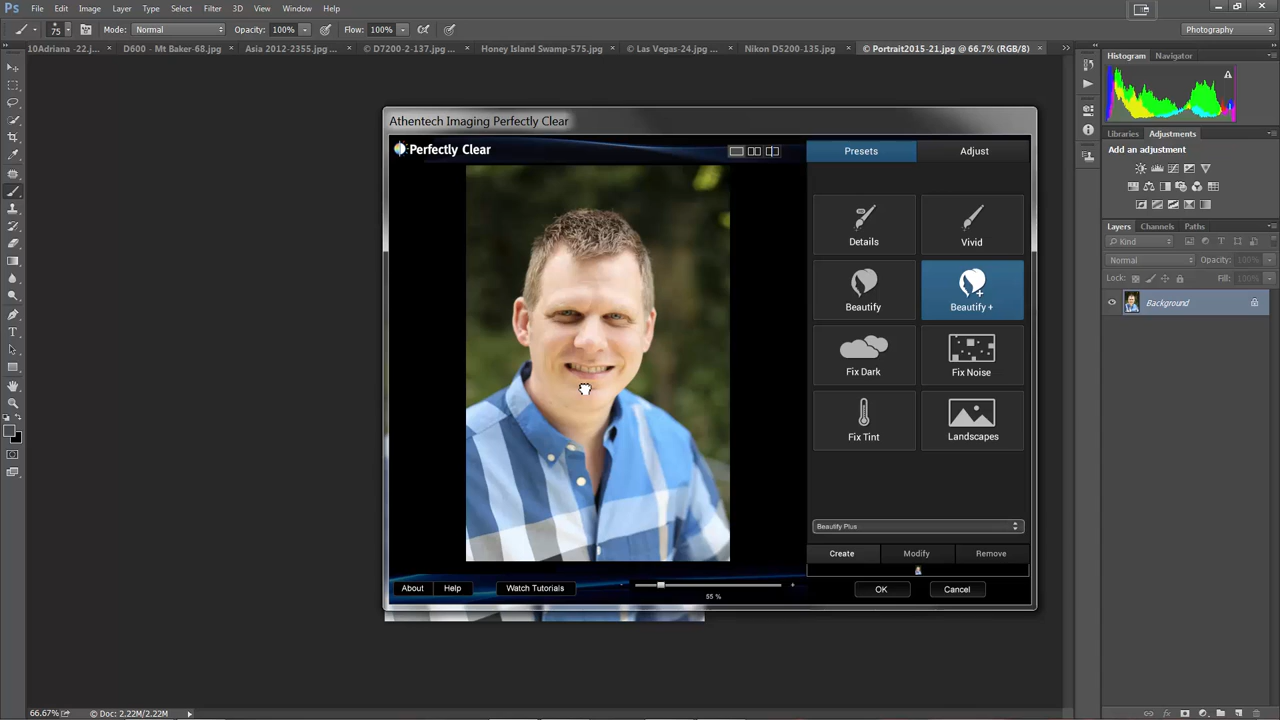 Ps File Edit Image Layer Type Select Filter 3D View Window Help
75 Mode: Normal Opacity: 100% Flow: 100% Photography
10Adriana -22.j... × D600 - Mt Baker-68.jpg × Asia 2012-2355.jpg ... × © D7200-2-137.jpg ... × Honey Island Swamp-575.jpg × © Las Vegas-24.jpg ... × Nikon D5200-135.jpg × © Portrait2015-21.jpg @ 66.7% (RGB/8) ×
Histogram Navigator
Athentech Imaging Perfectly Clear
Libraries Adjustments
Perfectly Clear Presets Adjust
Add an adjustment
Layers Channels Paths
Kind
Details Vivid
Normal Opacity: 100%
Lock: Fill: 100%
Beautify Beautify +
Background
Fix Dark Fix Noise
Fix Tint Landscapes
Beautify Plus
Create Modify Remove
About Help Watch Tutorials - + OK Cancel
55 %
66.67% © Doc: 2.22M/2.22M
fx